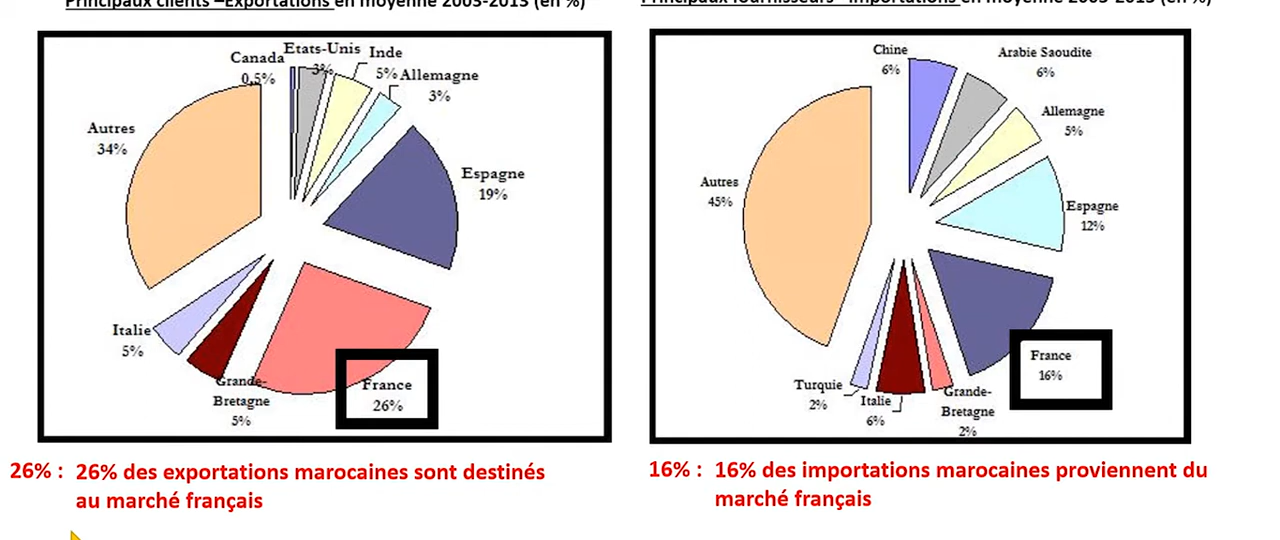 Principaux clients –Exportations en moyenne 2003-2013 (en %)
Canada
0,5%
Etats-Unis
3%
Inde
5%
Allemagne
3%
Espagne
19%
France
26%
Grande-
Bretagne
5%
Italie
5%
Autres
34%
26% : 26% des exportations marocaines sont destinés
au marché français
Principaux fournisseurs - Importations en moyenne 2003-2013 (en %)
Chine
6%
Arabie Saoudite
6%
Allemagne
5%
Espagne
12%
France
16%
Grande-
Bretagne
2%
Italie
6%
Turquie
2%
Autres
45%
16% : 16% des importations marocaines proviennent du
marché français